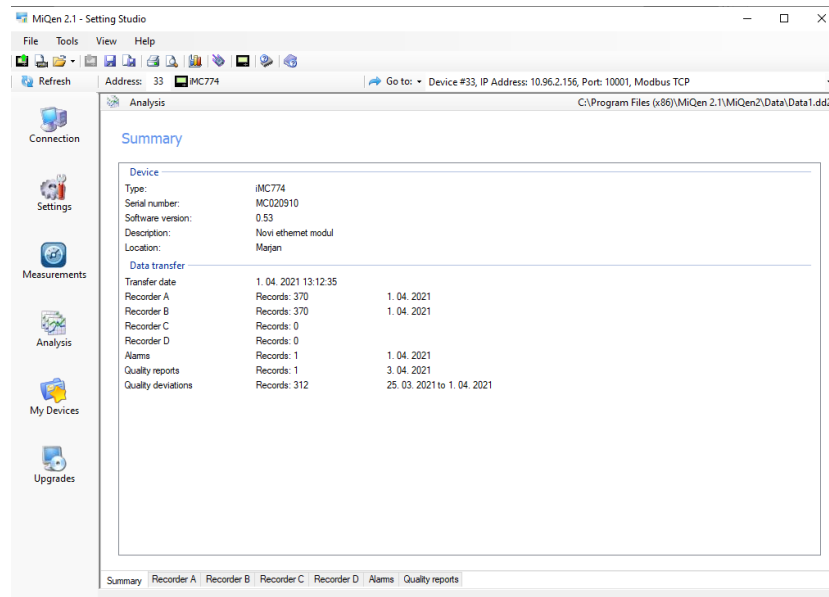 MiQen 2.1 - Setting Studio
File Tools View Help
Refresh Address: 33 iMC774 Go to: Device #33, IP Address: 10.96.2.156, Port: 10001, Modbus TCP
Analysis C:\Program Files (x86)\MiQen 2.1\MiQen2\Data\Data1.dd2
Connection
Settings
Measurements
Analysis
My Devices
Upgrades
Summary
Device
Type: iMC774
Serial number: MC020910
Software version: 0.53
Description: Novi ethernet modul
Location: Marjan
Data transfer
Transfer date 1. 04. 2021 13:12:35
Recorder A Records: 370 1. 04. 2021
Recorder B Records: 370 1. 04. 2021
Recorder C Records: 0
Recorder D Records: 0
Alarms Records: 1 1. 04. 2021
Quality reports Records: 1 3. 04. 2021
Quality deviations Records: 312 25. 03. 2021 to 1. 04. 2021
Summary Recorder A Recorder B Recorder C Recorder D Alarms Quality reports